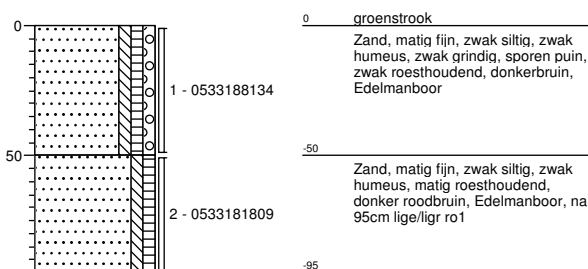 0
1 - 0533188134
50
2 - 0533181809
0 groenstrook
Zand, matig fijn, zwak siltig, zwak
humeus, zwak grindig, sporen puin,
zwak roesthoudend, donkerbruin,
Edelmanboor
-50
Zand, matig fijn, zwak siltig, zwak
humeus, matig roesthoudend,
donker roodbruin, Edelmanboor, na
95cm lige/ligr ro1
-95